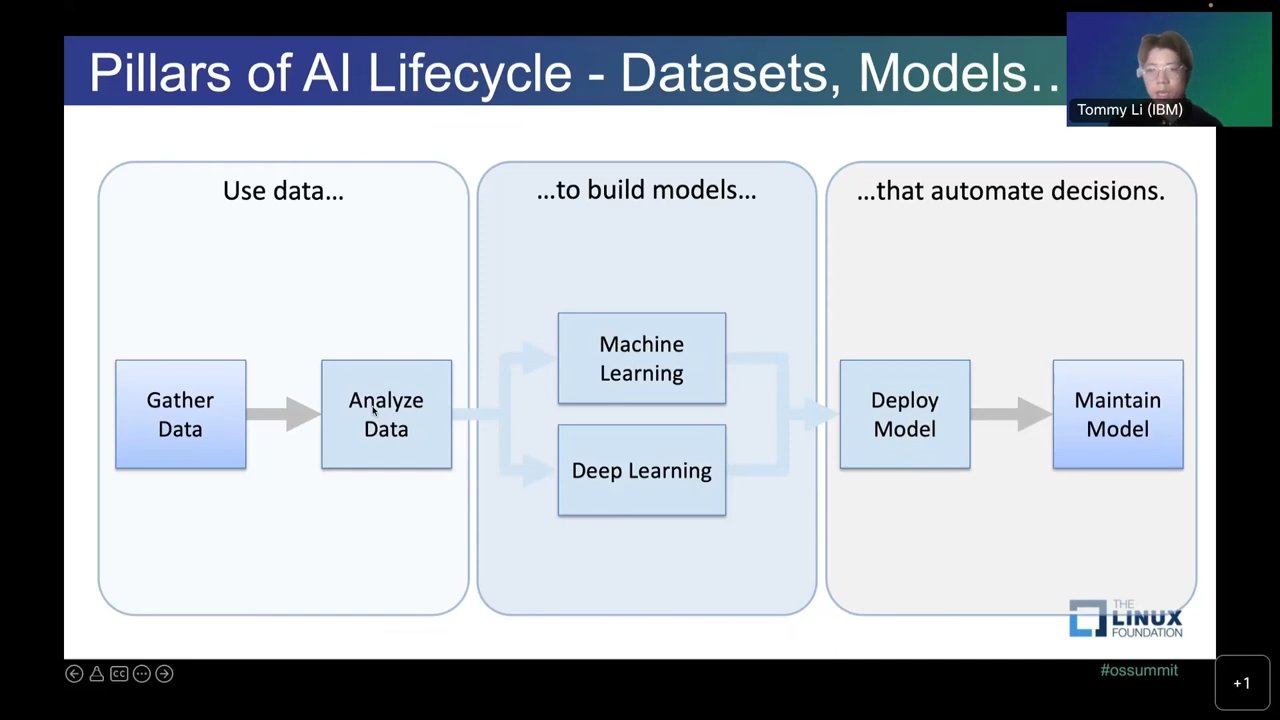 Pillars of AI Lifecycle - Datasets, Models…
Tommy Li (IBM)
Use data…
…to build models…
…that automate decisions.
Gather
Data
Analyze
Data
Machine
Learning
Deep Learning
Deploy
Model
Maintain
Model
THE
LINUX
FOUNDATION
CC
#ossummit
+1